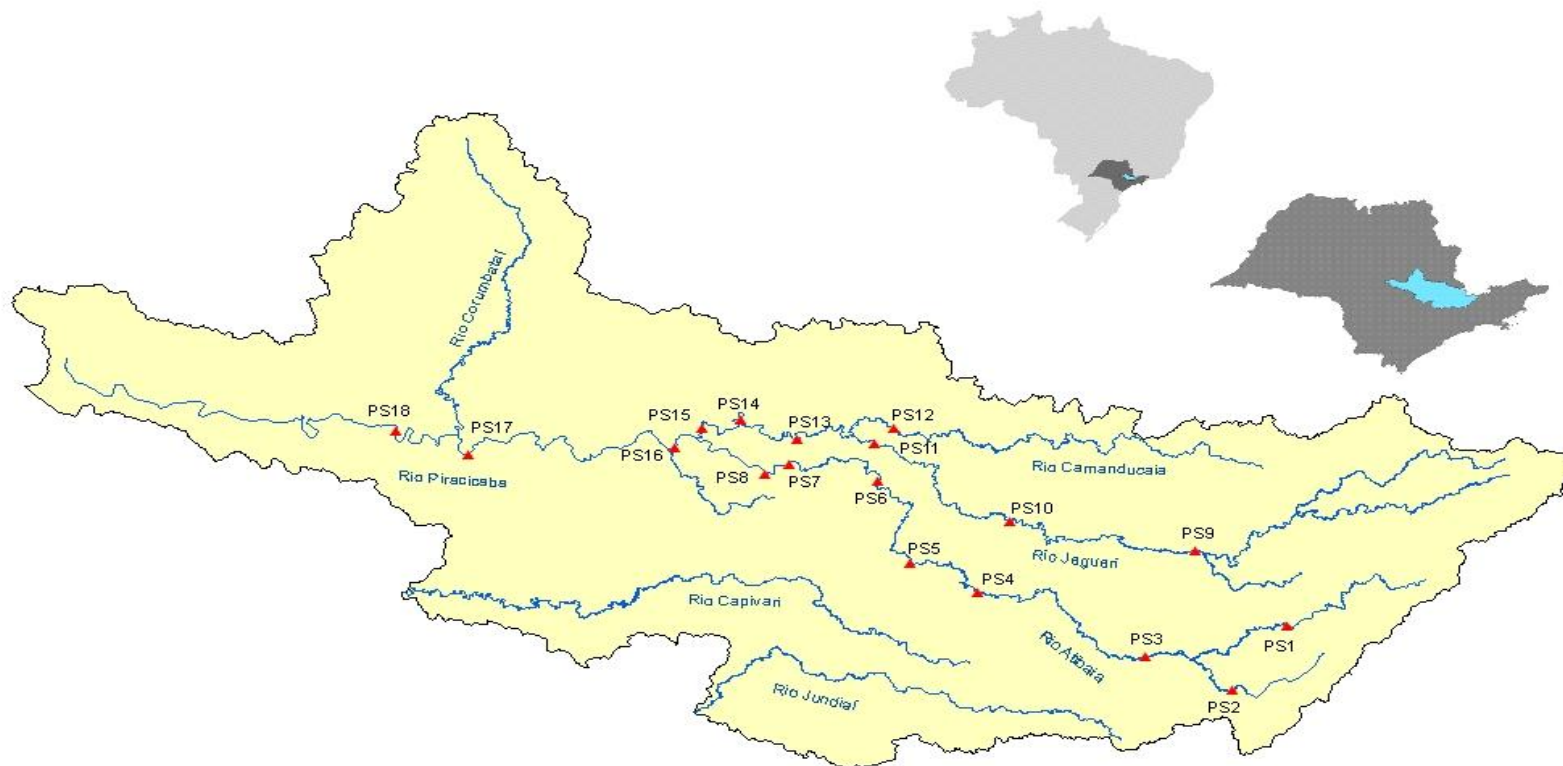 Rio Corumbataí
PS18
PS17
Rio Piracicaba
PS16
PS15
PS14
PS13
PS12
PS11
Rio Camanducaia
PS8
PS7
PS6
PS10
PS9
Rio Jaguari
PS5
PS4
Rio Capivari
PS1
PS3
Rio Atibaia
Rio Jundiaí
PS2